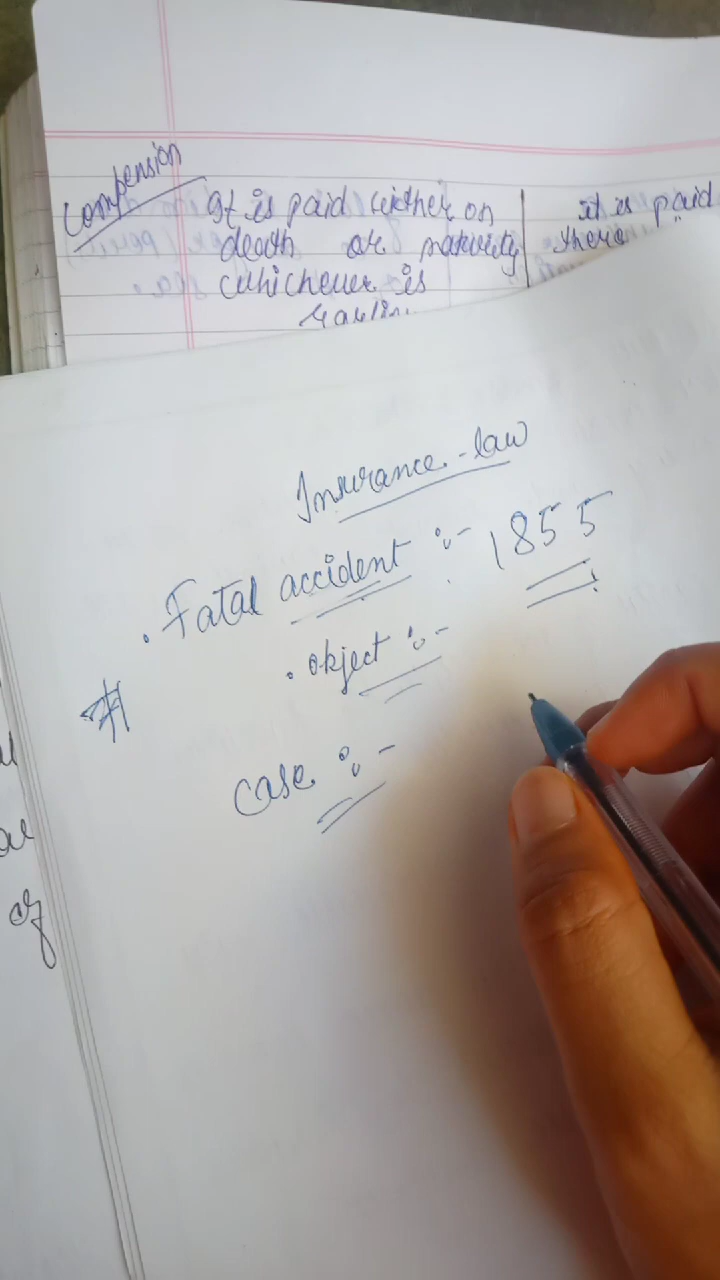 Compension
It is paid either on
death or maturity
whichever is
it is paid
there
Insurance-law
. Fatal accident :- 1855
. object :-
case :-
of